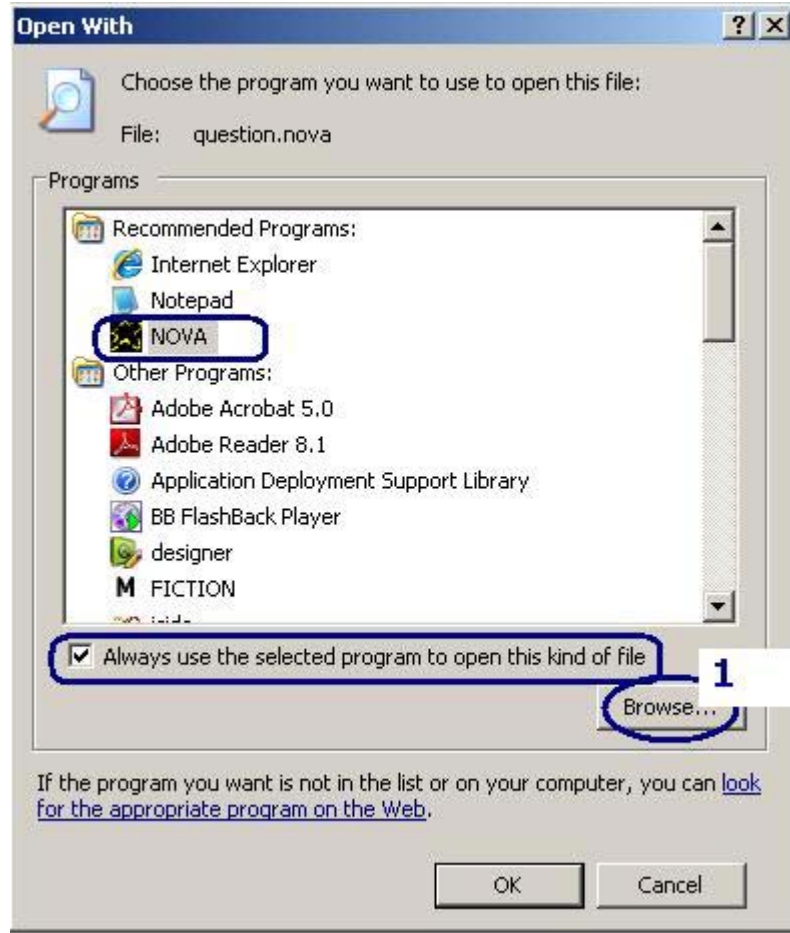 Open With
Choose the program you want to use to open this file:
File: question.nova
Programs
Recommended Programs:
Internet Explorer
Notepad
NOVA
Other Programs:
Adobe Acrobat 5.0
Adobe Reader 8.1
Application Deployment Support Library
BB FlashBack Player
designer
FICTION
Always use the selected program to open this kind of file
1
Browse...
If the program you want is not in the list or on your computer, you can look
for the appropriate program on the Web.
OK Cancel